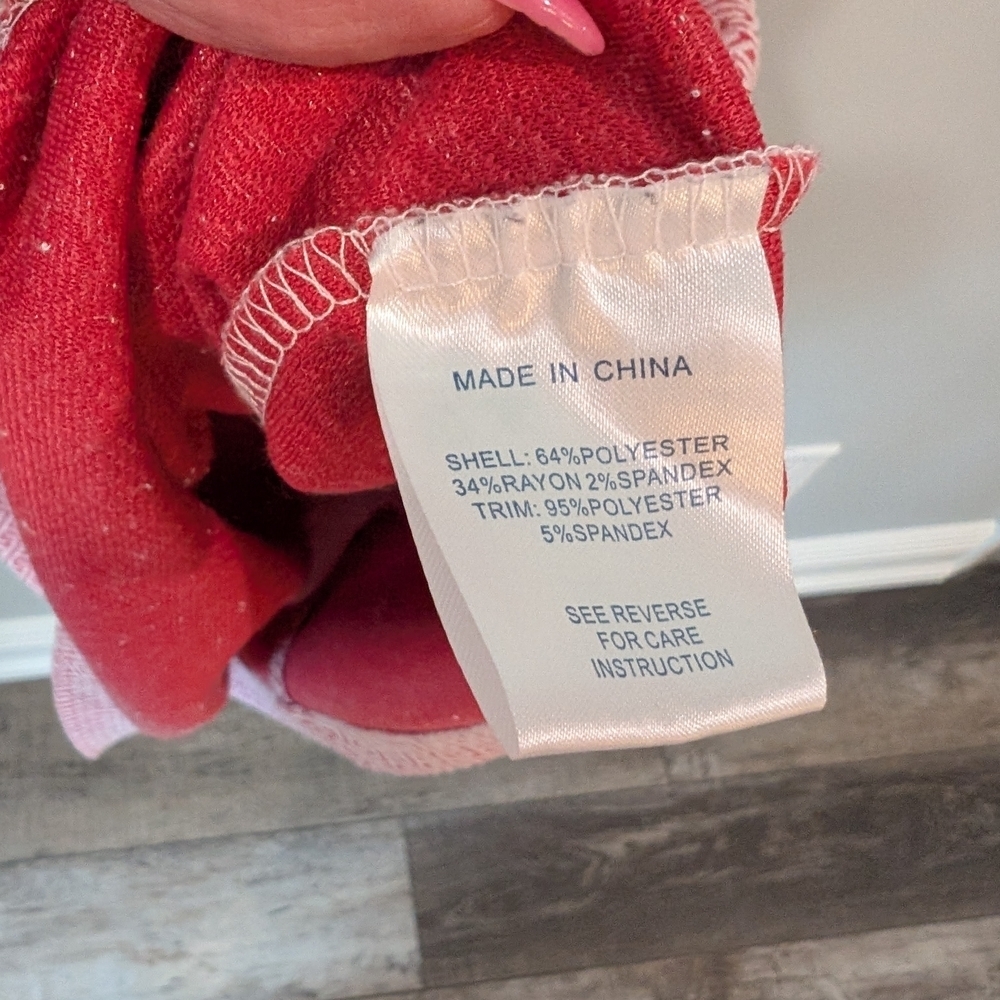 MADE IN CHINA
SHELL: 64%POLYESTER
34%RAYON 2%SPANDEX
TRIM: 95%POLYESTER
5%SPANDEX
SEE REVERSE
FOR CARE
INSTRUCTION